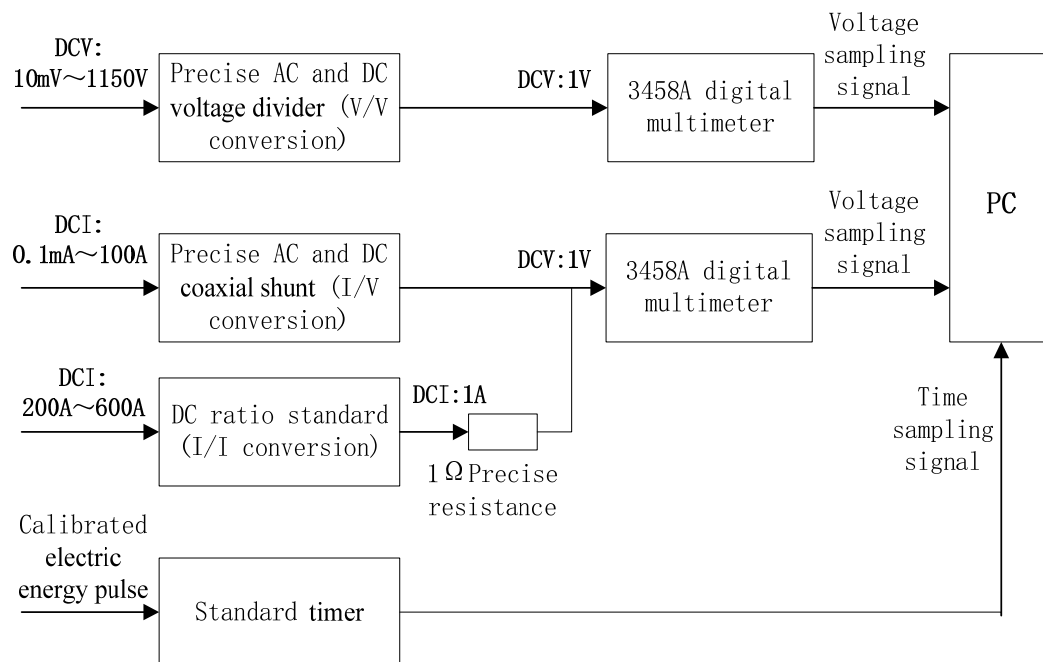 DCV:
10mV～1150V
Precise AC and DC
voltage divider (V/V
conversion)
DCV:1V
3458A digital
multimeter
Voltage
sampling
signal
PC
DCI:
0.1mA～100A
Precise AC and DC
coaxial shunt (I/V
conversion)
DCV:1V
3458A digital
multimeter
Voltage
sampling
signal
DCI:
200A～600A
DC ratio standard
(I/I conversion)
DCI:1A
1Ω Precise
resistance
Time
sampling
signal
Calibrated
electric
energy pulse
Standard timer